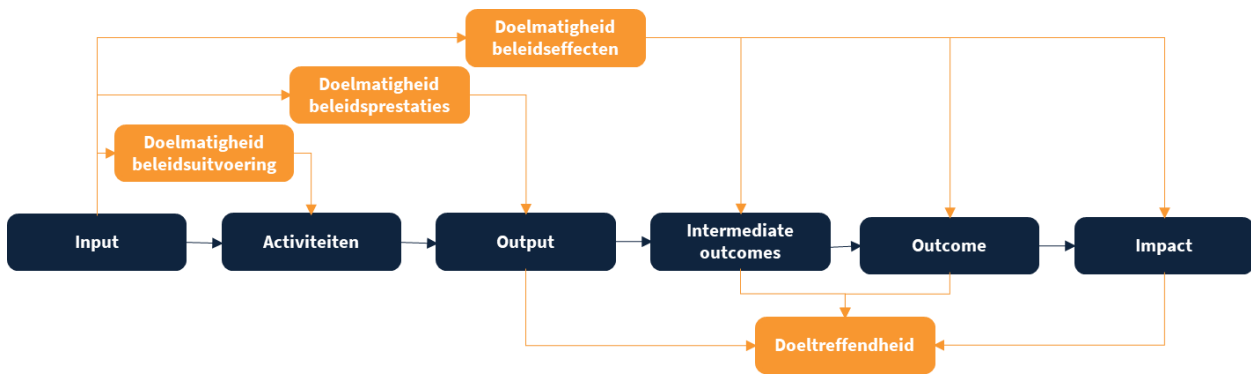 Doelmatigheid
beleidseffecten
Doelmatigheid
beleidsprestaties
Doelmatigheid
beleidsuitvoering
Input
Activiteiten
Output
Intermediate
outcomes
Outcome
Impact
Doeltreffendheid